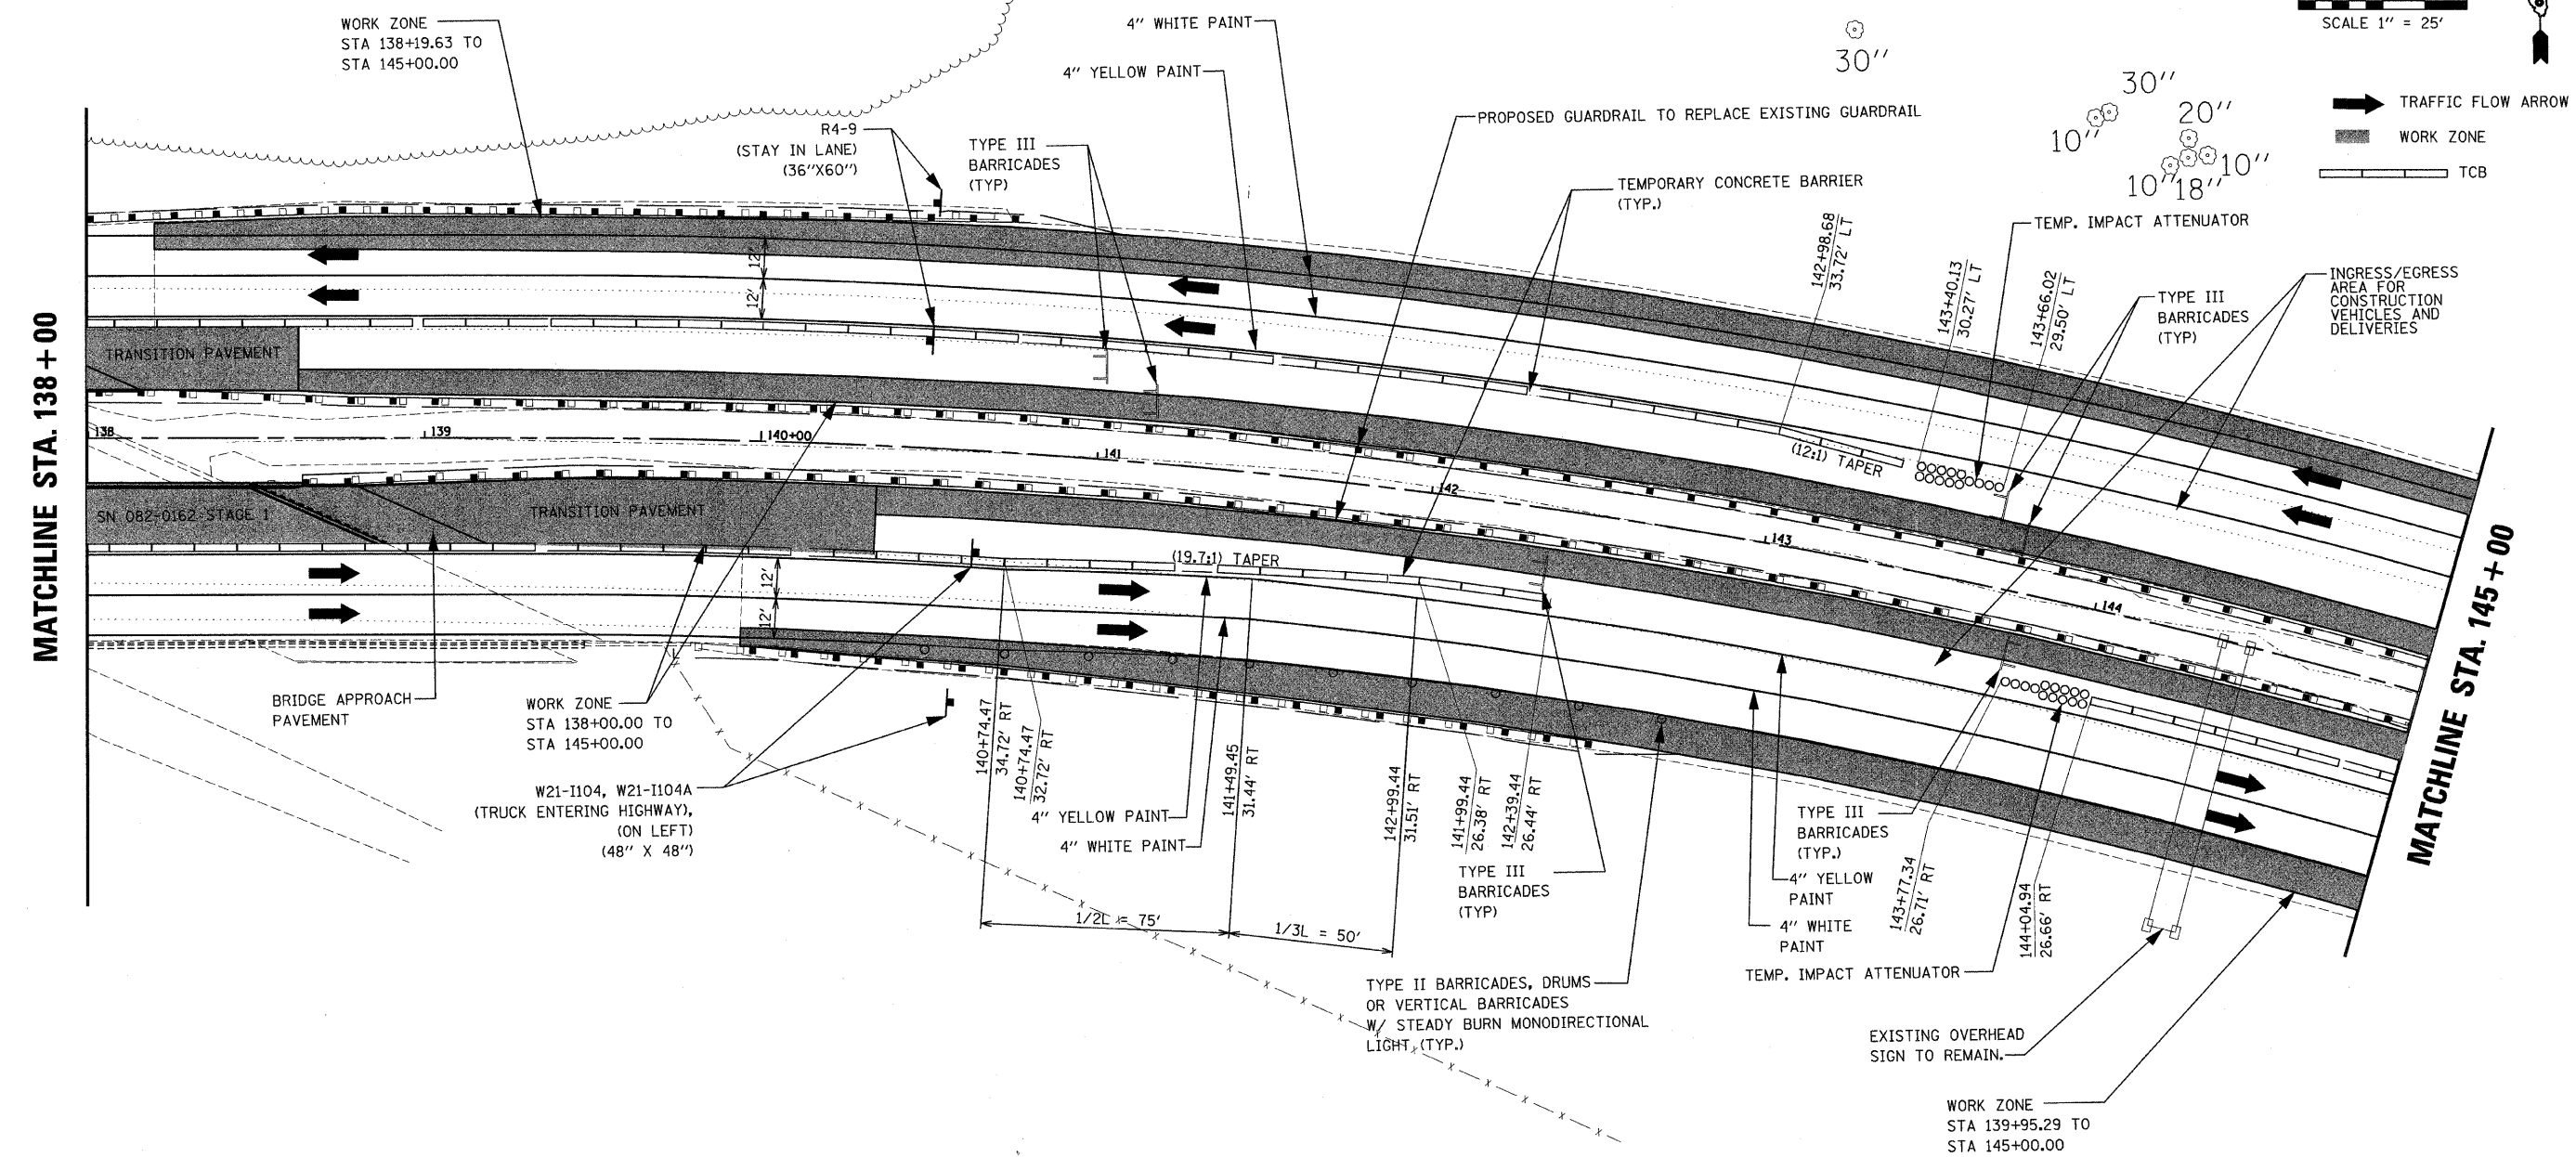 WORK ZONE
STA 138+19.63 TO
STA 145+00.00
4" WHITE PAINT
4" YELLOW PAINT
R4-9
(STAY IN LANE)
(36"X60")
TYPE III
BARRICADES
(TYP)
PROPOSED GUARDRAIL TO REPLACE EXISTING GUARDRAIL
TEMPORARY CONCRETE BARRIER
(TYP.)
30"
SCALE 1" = 25'
30"
20"
10"
10"
10"
18"
TRAFFIC FLOW ARROW
WORK ZONE
TCB
TEMP. IMPACT ATTENUATOR
142+98.68
33.72' LT
143+40.13
30.27' LT
143+66.02
29.50' LT
TYPE III
BARRICADES
(TYP)
INGRESS/EGRESS
AREA FOR
CONSTRUCTION
VEHICLES AND
DELIVERIES
MATCHLINE STA. 138+00
12'
12'
TRANSITION PAVEMENT
138
139
140+00
141
142
143
144
(12:1) TAPER
SN 082-0162 STAGE 1
TRANSITION PAVEMENT
(19.7:1) TAPER
12'
12'
MATCHLINE STA. 145+00
BRIDGE APPROACH
PAVEMENT
WORK ZONE
STA 138+00.00 TO
STA 145+00.00
W21-I104, W21-I104A
(TRUCK ENTERING HIGHWAY),
(ON LEFT)
(48" X 48")
140+74.47
34.72' RT
140+74.47
32.72' RT
4" YELLOW PAINT
4" WHITE PAINT
141+49.45
31.44' RT
142+99.44
31.51' RT
141+99.44
26.38' RT
142+39.44
26.44' RT
TYPE III
BARRICADES
(TYP)
1/2L = 75'
1/3L = 50'
TYPE II BARRICADES, DRUMS
OR VERTICAL BARRICADES
W/ STEADY BURN MONODIRECTIONAL
LIGHT (TYP.)
TYPE III
BARRICADES
(TYP.)
4" YELLOW
PAINT
4" WHITE
PAINT
143+77.34
26.71' RT
144+04.94
26.66' RT
TEMP. IMPACT ATTENUATOR
EXISTING OVERHEAD
SIGN TO REMAIN.
WORK ZONE
STA 139+95.29 TO
STA 145+00.00